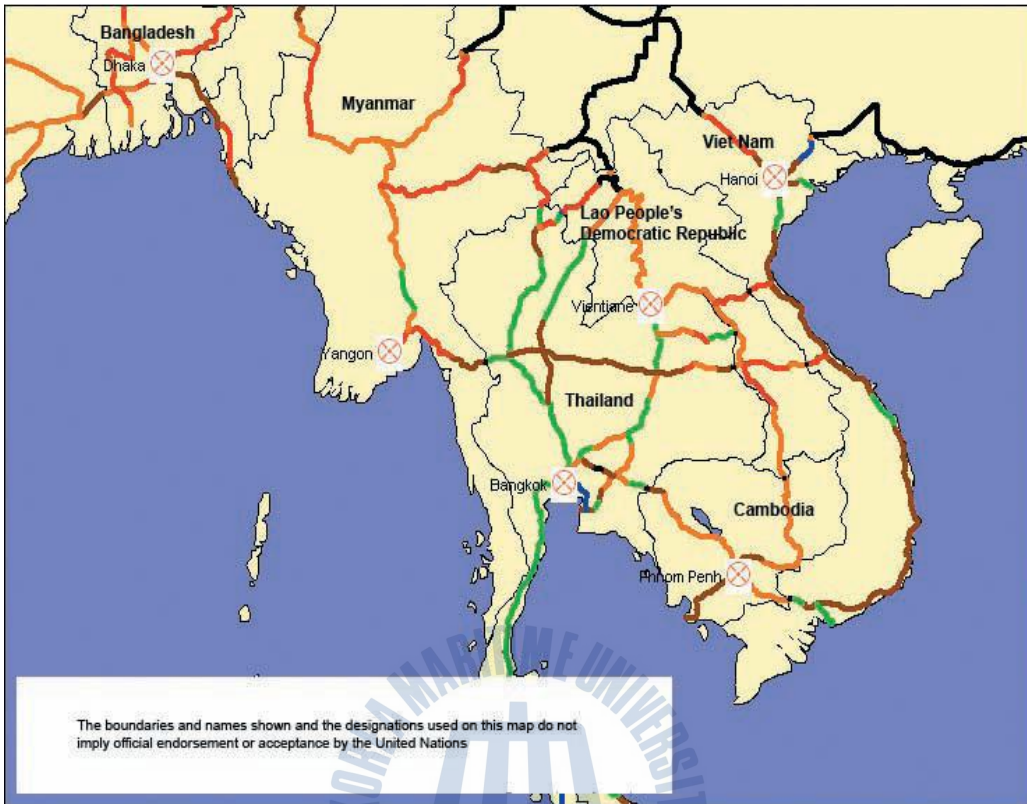 Bangladesh
Dhaka
Myanmar
Viet Nam
Hanoi
Lao People's
Democratic Republic
Vientiane
Yangon
Thailand
Bangkok
Cambodia
Phnom Penh
The boundaries and names shown and the designations used on this map do not
imply official endorsement or acceptance by the United Nations
MARITIME